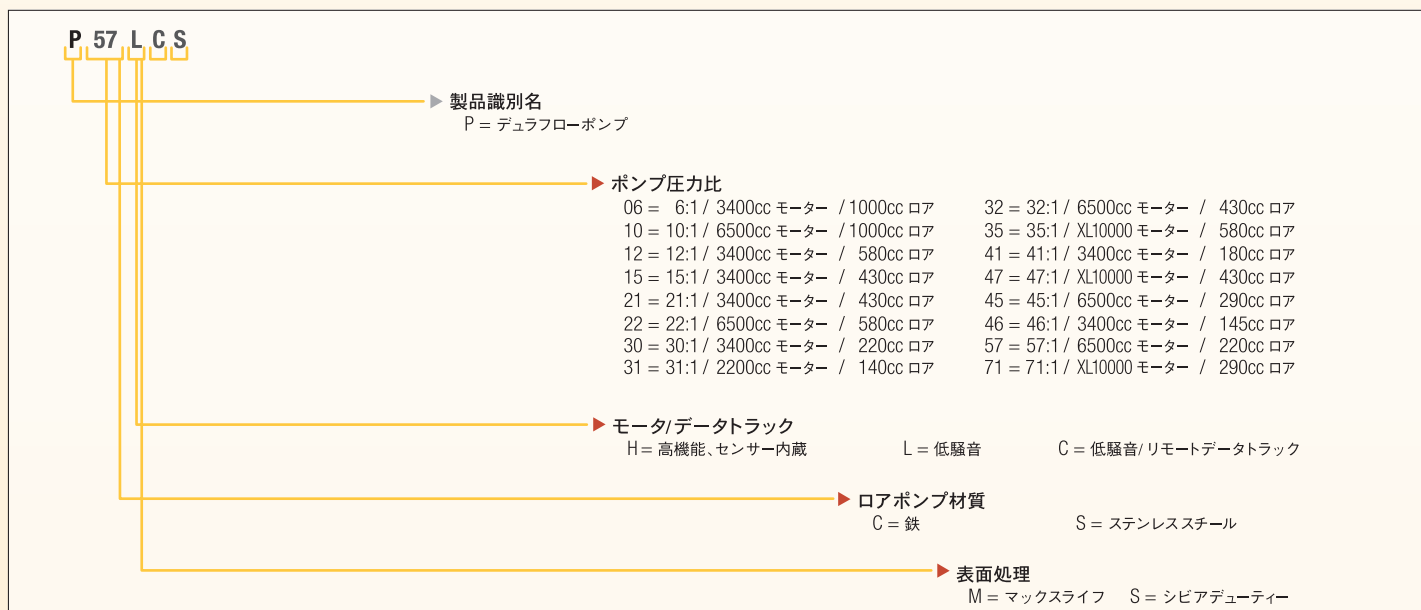 P 57 L C S
製品識別名
P = デュラフローポンプ
ポンプ圧力比
06 = 6:1 / 3400cc モーター / 1000cc ロア
10 = 10:1 / 6500cc モーター / 1000cc ロア
12 = 12:1 / 3400cc モーター / 580cc ロア
15 = 15:1 / 3400cc モーター / 430cc ロア
21 = 21:1 / 3400cc モーター / 430cc ロア
22 = 22:1 / 6500cc モーター / 580cc ロア
30 = 30:1 / 3400cc モーター / 220cc ロア
31 = 31:1 / 2200cc モーター / 140cc ロア
32 = 32:1 / 6500cc モーター / 430cc ロア
35 = 35:1 / XL10000 モーター / 580cc ロア
41 = 41:1 / 3400cc モーター / 180cc ロア
47 = 47:1 / XL10000 モーター / 430cc ロア
45 = 45:1 / 6500cc モーター / 290cc ロア
46 = 46:1 / 3400cc モーター / 145cc ロア
57 = 57:1 / 6500cc モーター / 220cc ロア
71 = 71:1 / XL10000 モーター / 290cc ロア
モータ/データトラック
H = 高機能、センサー内蔵 L = 低騒音 C = 低騒音/リモートデータトラック
ロアポンプ材質
C = 鉄 S = ステンレススチール
表面処理
M = マックスライフ S = シビアデューティー